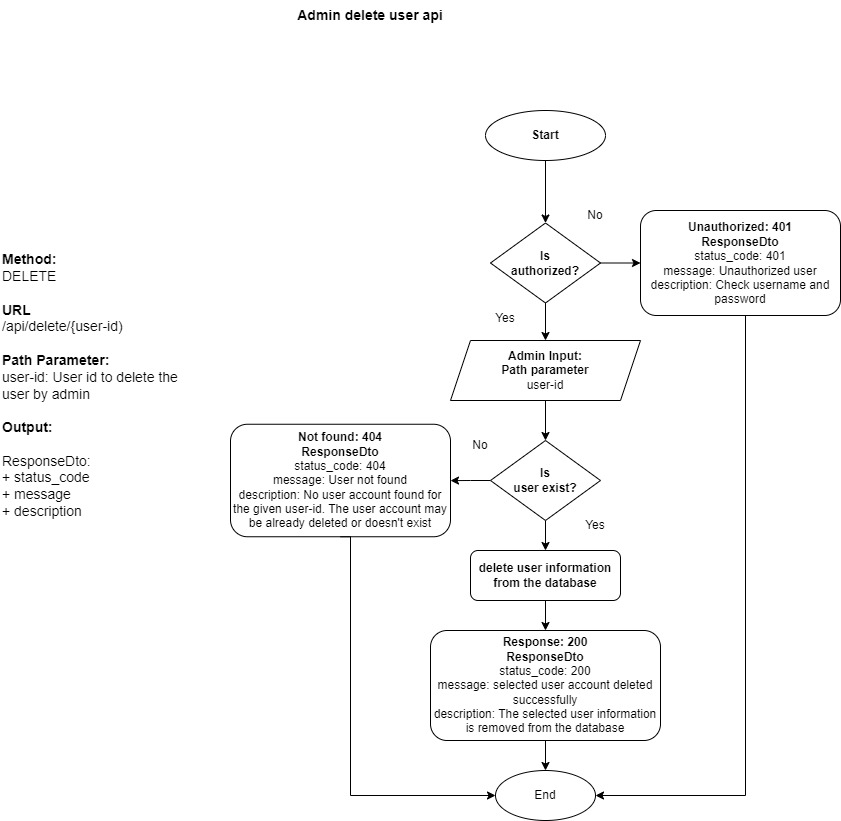 Admin delete user api
Start
No
Is
authorized?
Unauthorized: 401
ResponseDto
status_code: 401
message: Unauthorized user
description: Check username and
password
Method:
DELETE
URL
/api/delete/{user-id)
Path Parameter:
user-id: User id to delete the
user by admin
Output:
ResponseDto:
+ status_code
+ message
+ description
Yes
Admin Input:
Path parameter
user-id
No
Is
user exist?
Not found: 404
ResponseDto
status_code: 404
message: User not found
description: No user account found for
the given user-id. The user account may
be already deleted or doesn't exist
Yes
delete user information
from the database
Response: 200
ResponseDto
status_code: 200
message: selected user account deleted
successfully
description: The selected user information
is removed from the database
End